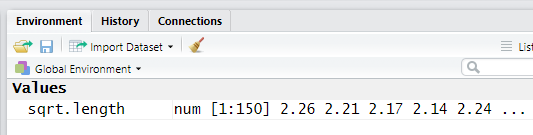 Environment History Connections
Import Dataset
Global Environment
Values
sqrt.length num [1:150] 2.26 2.21 2.17 2.14 2.24 ...